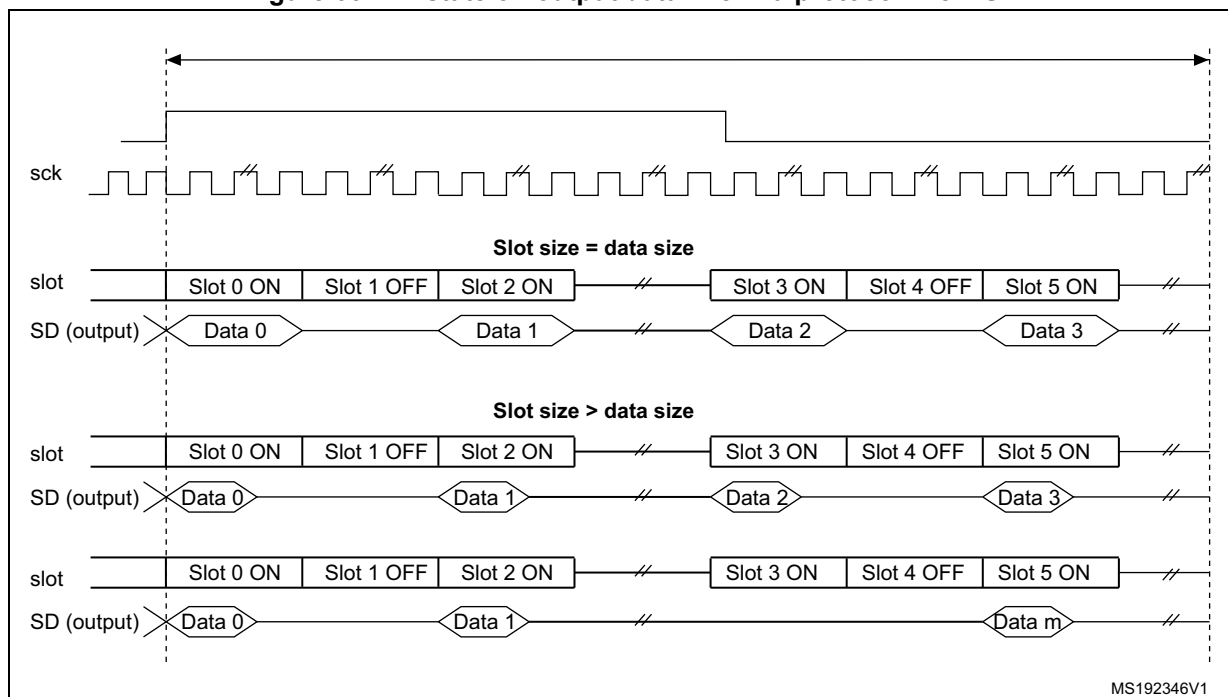 sck
Slot size = data size
slot Slot 0 ON Slot 1 OFF Slot 2 ON Slot 3 ON Slot 4 OFF Slot 5 ON
SD (output) Data 0 Data 1 Data 2 Data 3
Slot size > data size
slot Slot 0 ON Slot 1 OFF Slot 2 ON Slot 3 ON Slot 4 OFF Slot 5 ON
SD (output) Data 0 Data 1 Data 2 Data 3
slot Slot 0 ON Slot 1 OFF Slot 2 ON Slot 3 ON Slot 4 OFF Slot 5 ON
SD (output) Data 0 Data 1 Data m
MS192346V1